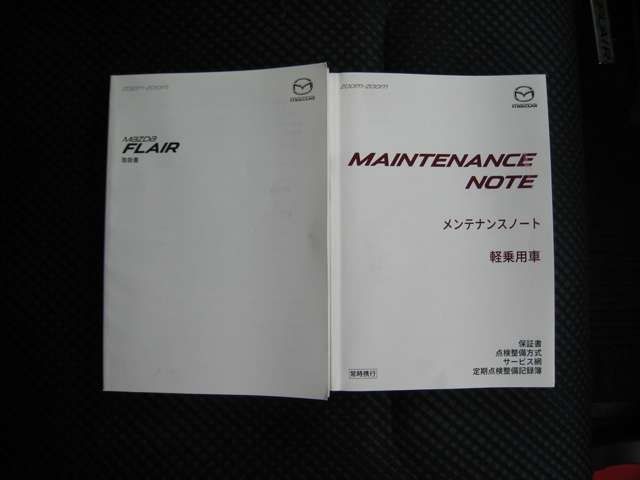 zoom-zoom
mazda
mazda
FLAIR
取扱書
zoom-zoom
mazda
MAINTENANCE
NOTE
メンテナンスノート
軽乗用車
保証書
点検整備方式
サービス網
定期点検整備記録簿
常時携行